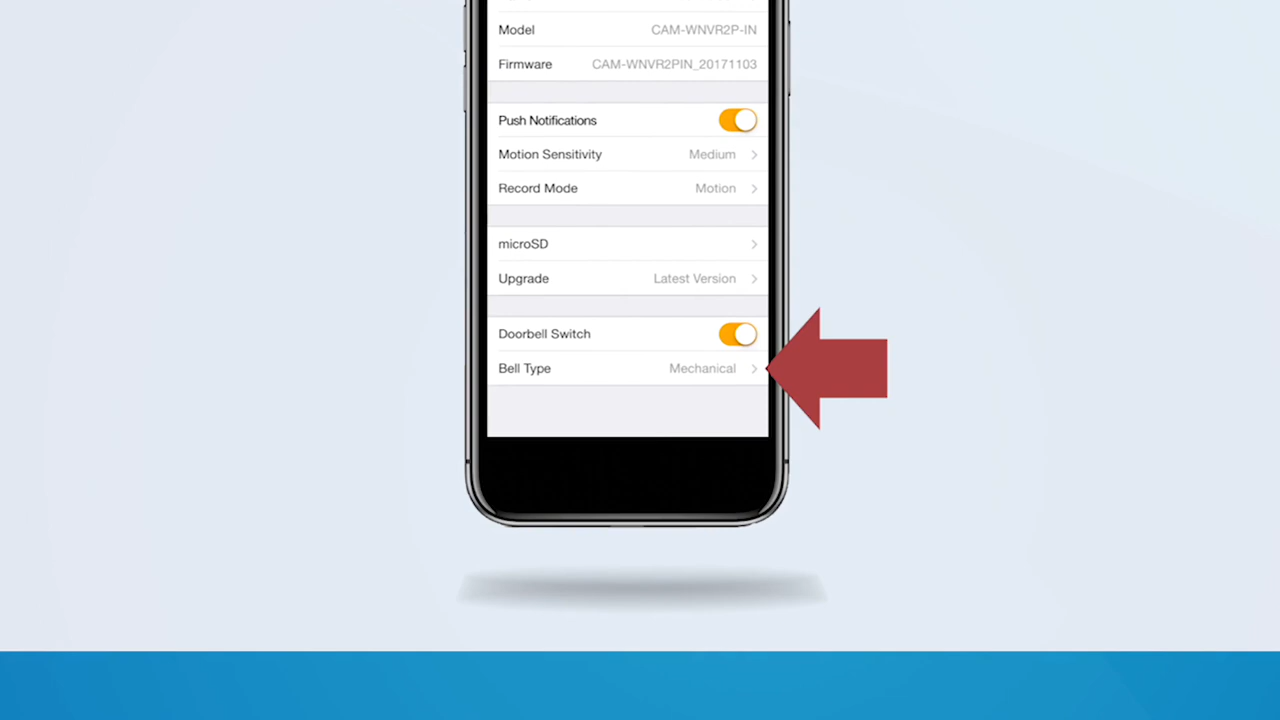 Model CAM-WNVR2P-IN
Firmware CAM-WNVR2PIN_20171103
Push Notifications
Motion Sensitivity Medium
Record Mode Motion
microSD
Upgrade Latest Version
Doorbell Switch
Bell Type Mechanical